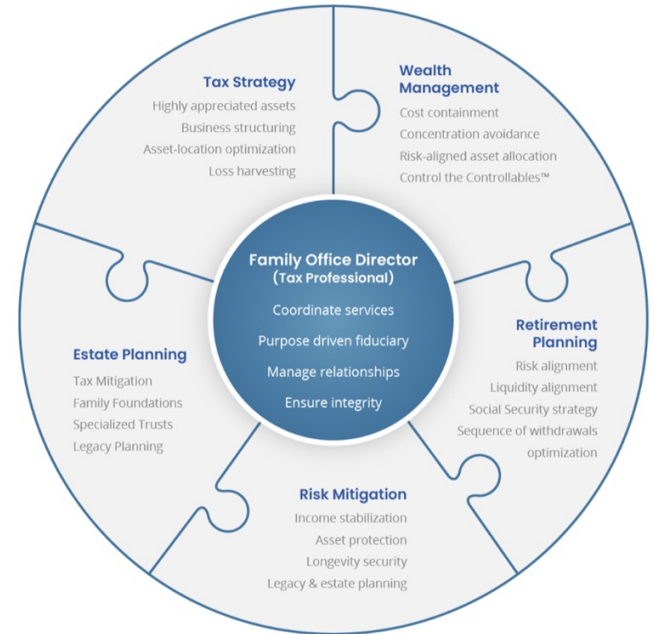 Tax Strategy
Highly appreciated assets
Business structuring
Asset-location optimization
Loss harvesting
Wealth
Management
Cost containment
Concentration avoidance
Risk-aligned asset allocation
Control the Controllables™
Family Office Director
(Tax Professional)
Coordinate services
Purpose driven fiduciary
Manage relationships
Ensure integrity
Estate Planning
Tax Mitigation
Family Foundations
Specialized Trusts
Legacy Planning
Retirement
Planning
Risk alignment
Liquidity alignment
Social Security strategy
Sequence of withdrawals
optimization
Risk Mitigation
Income stabilization
Asset protection
Longevity security
Legacy & estate planning